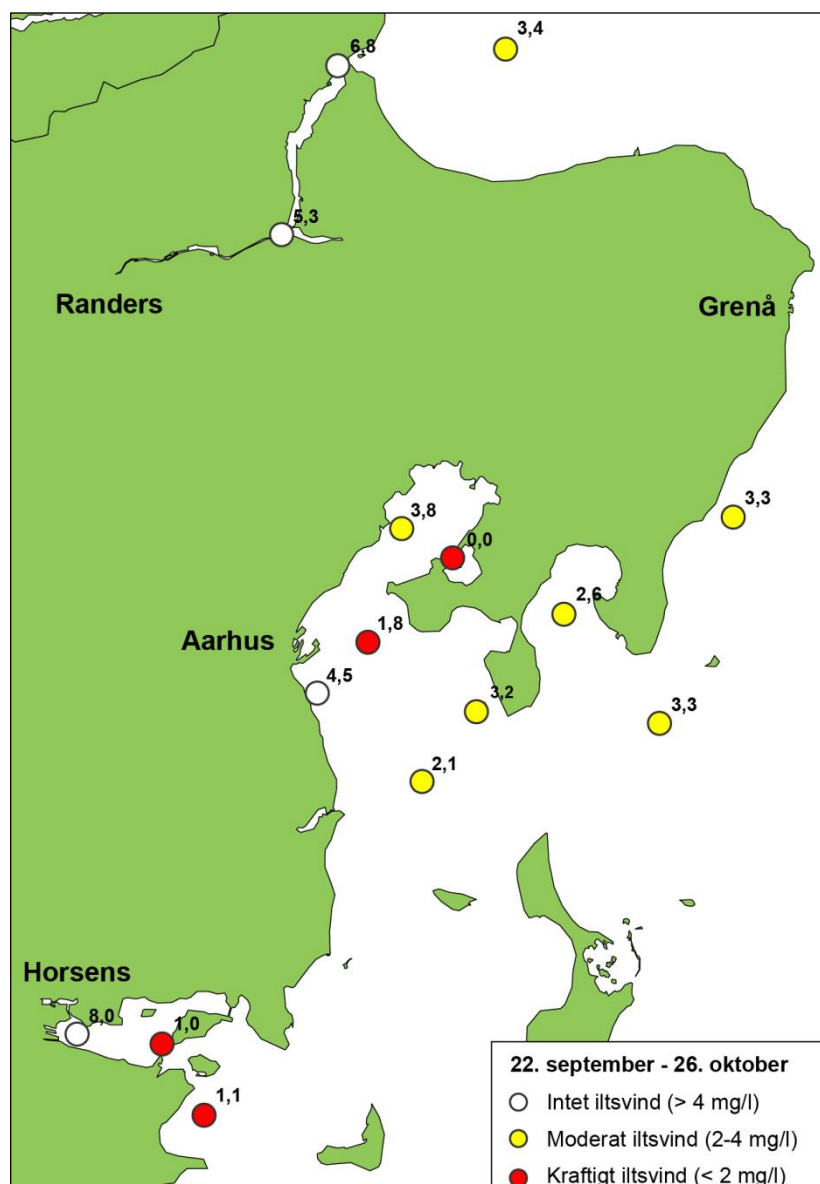 3,4
6,8
5,3
Randers
Grenå
3,8
3,3
0,0
2,6
1,8
Aarhus
4,5
3,2
3,3
2,1
Horsens
8,0
1,0
1,1
22. september - 26. oktober
Intet iltsvind (> 4 mg/l)
Moderat iltsvind (2-4 mg/l)
Kraftigt iltsvind (< 2 mg/l)